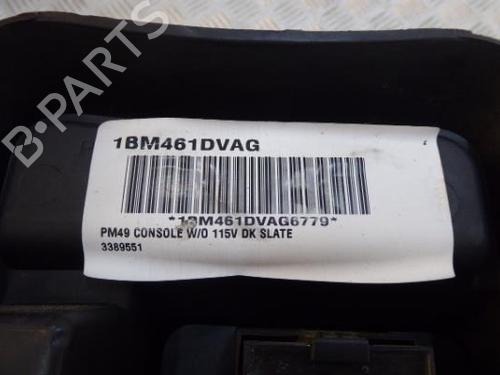 1BM461DVAG
*1BM461DVAG6779*
PM49 CONSOLE W/O 115V DK SLATE
3389551
B-PARTS